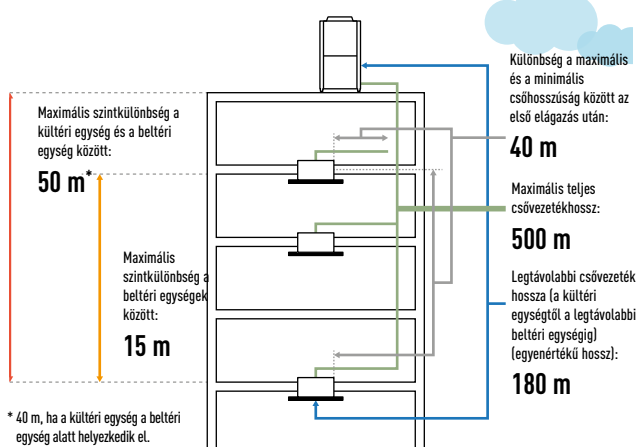 Maximális szintkülönbség a
kültéri egység és a beltéri
egység között:
50 m*
Maximális
szintkülönbség a
beltéri egységek
között:
15 m
* 40 m, ha a kültéri egység a beltéri
egység alatt helyezkedik el.
Különbség a maximális
és a minimális
csőhosszúság között az
első elágazás után:
40 m
Maximális teljes
csővezetékhossz:
500 m
Legtávolabbi csővezeték
hossza (a kültéri
egységtől a legtávolabbi
beltéri egységig)
(egyenértékű hossz):
180 m